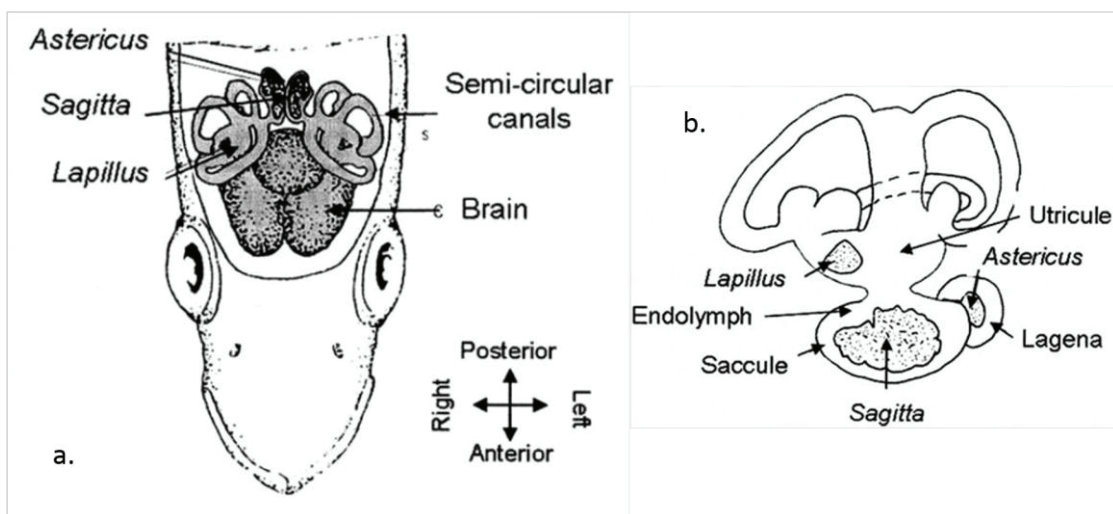 Astericus
Sagitta
Lapillus
Semi-circular
canals
s
Brain
Posterior
Right
Left
Anterior
a.
b.
Utricule
Astericus
Lapillus
Endolymph
Lagena
Saccule
Sagitta